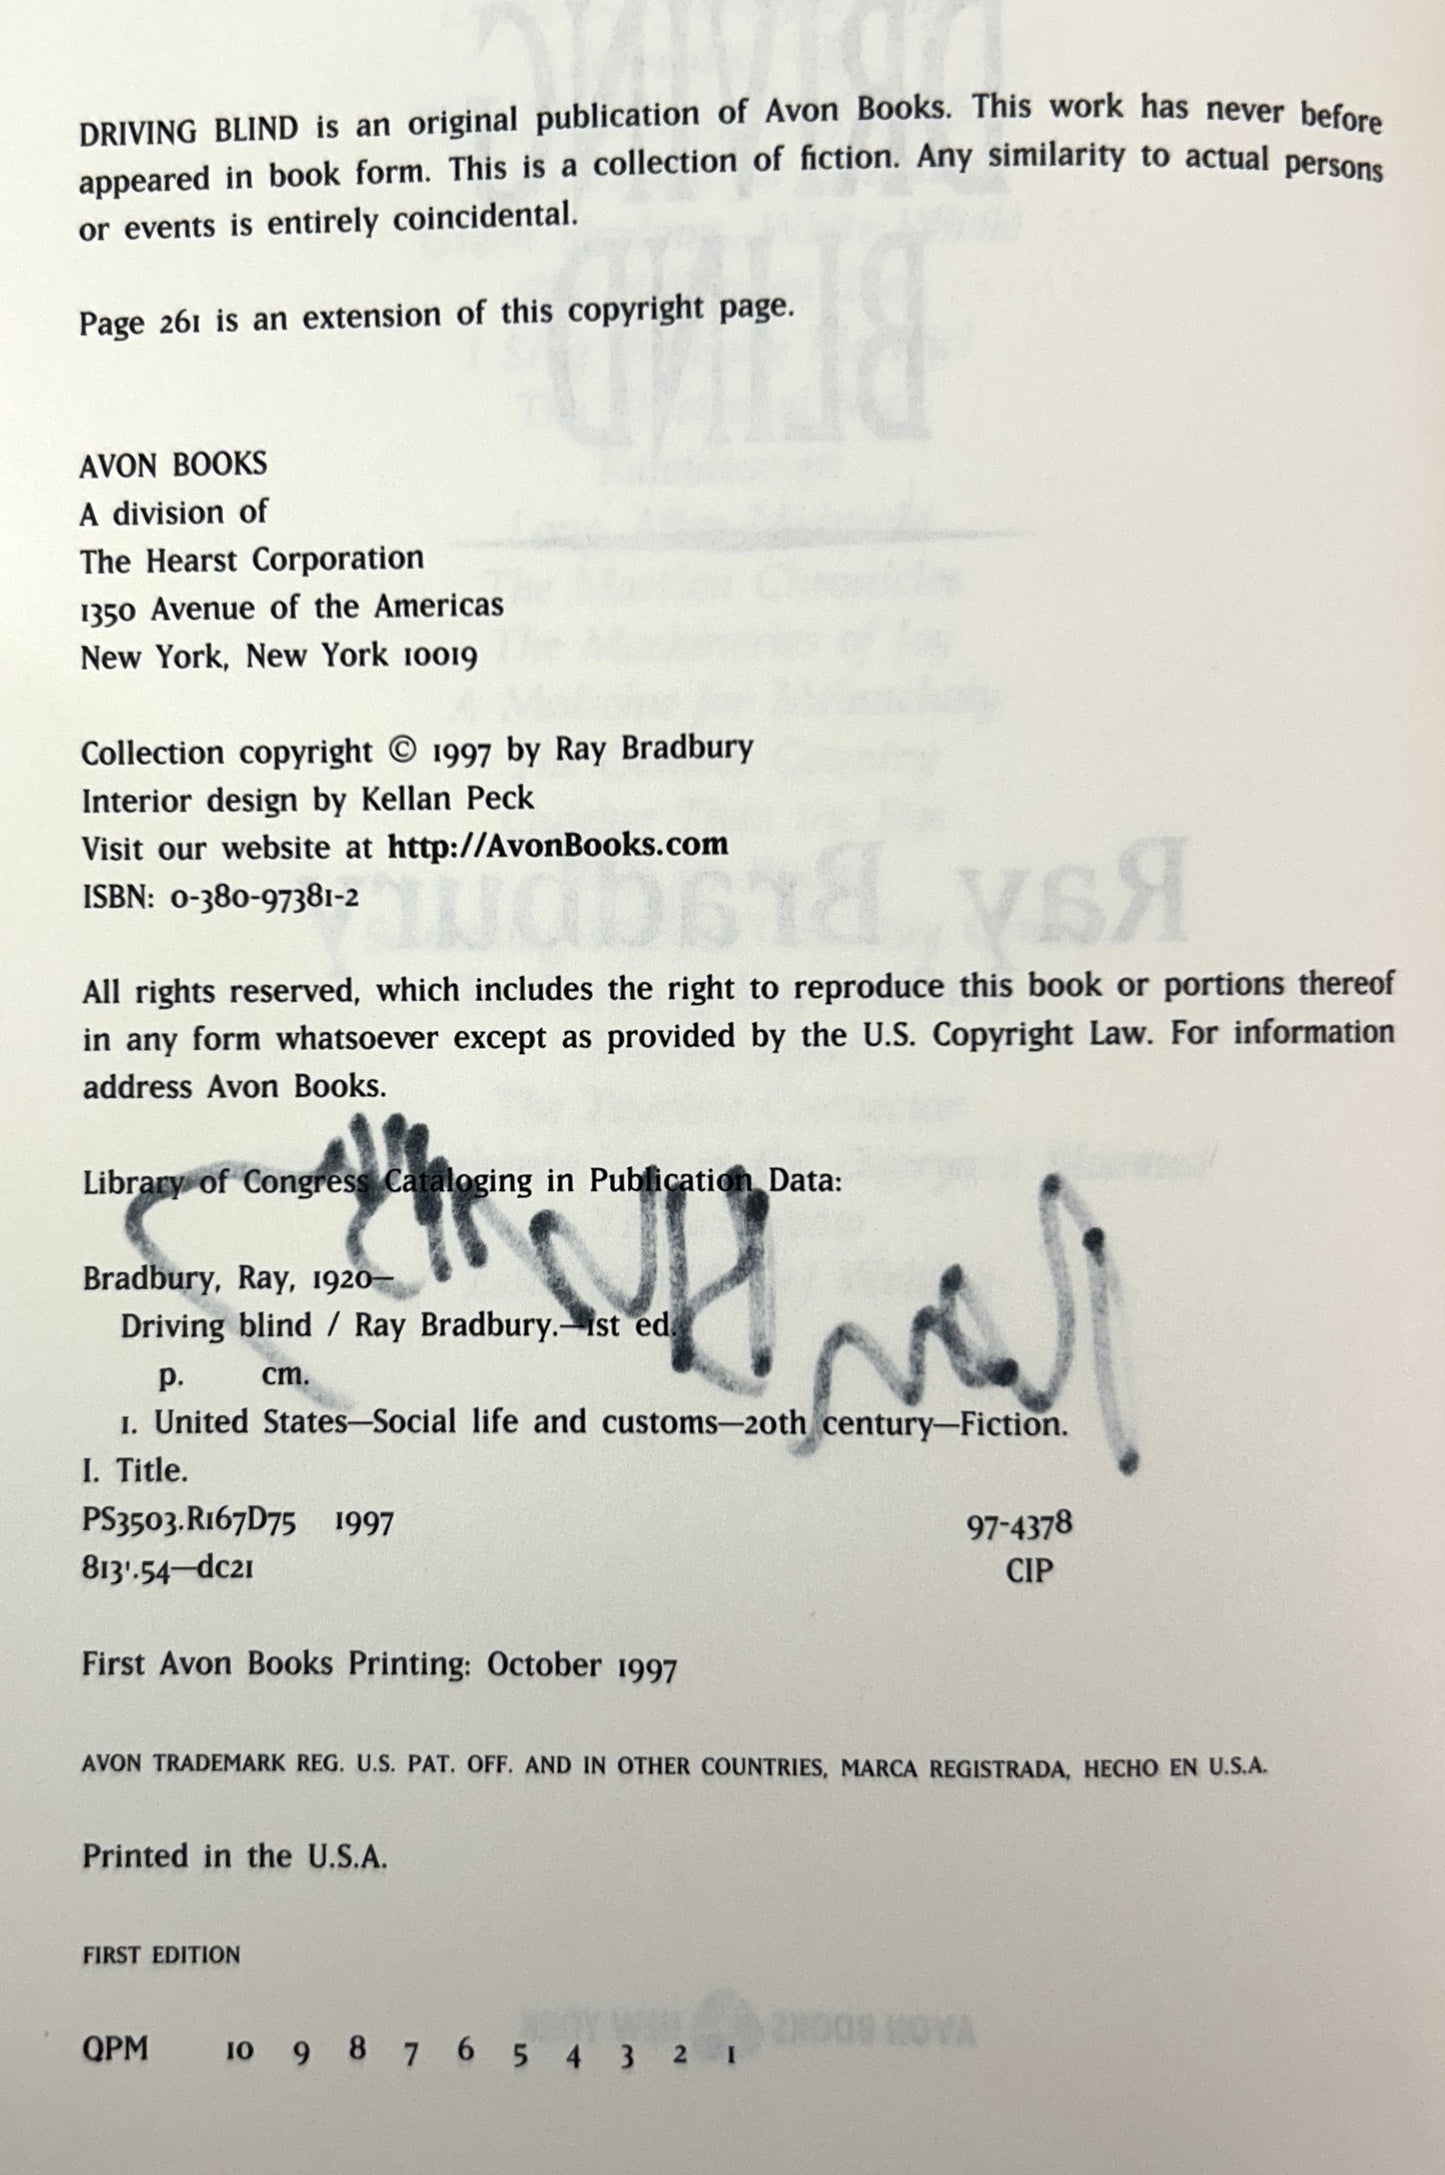 DRIVING BLIND is an original publication of Avon Books. This work has never before
appeared in book form. This is a collection of fiction. Any similarity to actual persons
or events is entirely coincidental.
Page 261 is an extension of this copyright page.
AVON BOOKS
A division of
The Hearst Corporation
1350 Avenue of the Americas
New York, New York 10019
Collection copyright © 1997 by Ray Bradbury
Interior design by Kellan Peck
Visit our website at http://AvonBooks.com
ISBN: 0-380-97381-2
All rights reserved, which includes the right to reproduce this book or portions thereof
in any form whatsoever except as provided by the U.S. Copyright Law. For information
address Avon Books.
Library of Congress Cataloging in Publication Data:
Bradbury, Ray, 1920–
Driving blind / Ray Bradbury.—1st ed.
p. cm.
1. United States—Social life and customs—20th century—Fiction.
I. Title.
PS3503.R167D75 1997 97-4378
813'.54—dc21 CIP
First Avon Books Printing: October 1997
AVON TRADEMARK REG. U.S. PAT. OFF. AND IN OTHER COUNTRIES, MARCA REGISTRADA, HECHO EN U.S.A.
Printed in the U.S.A.
FIRST EDITION
QPM 10 9 8 7 6 5 4 3 2 1